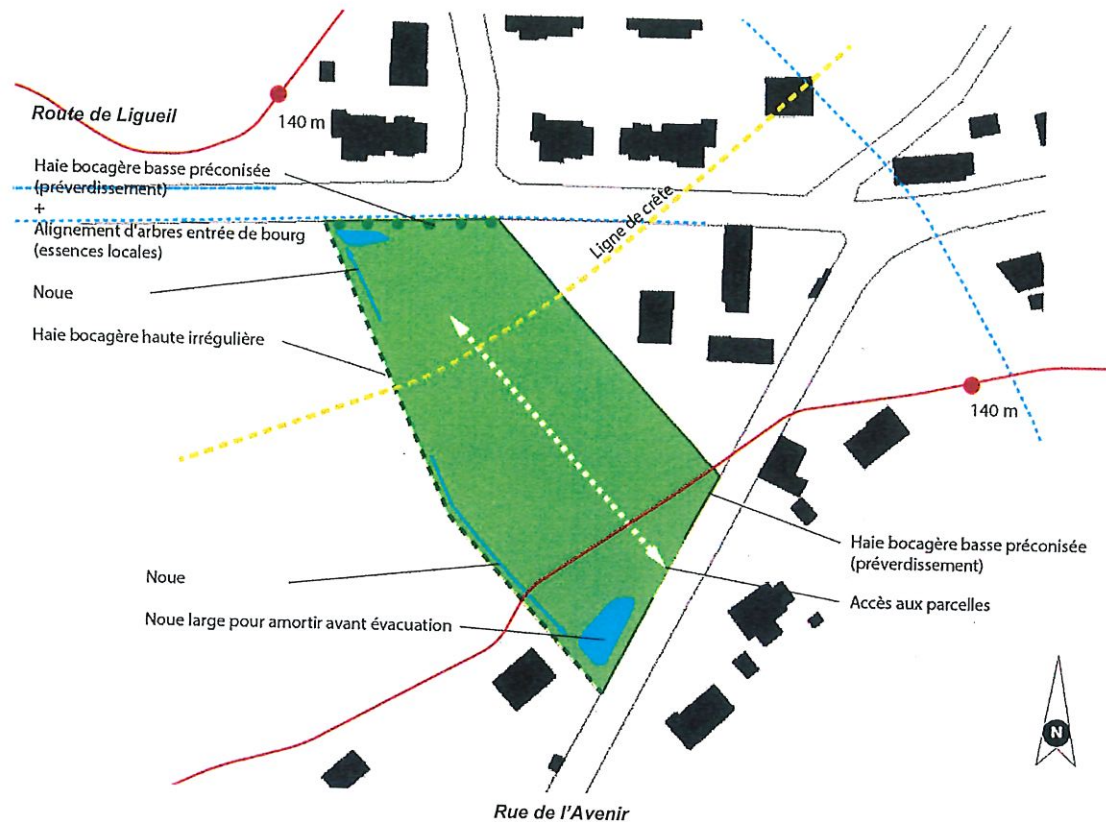 Route de Ligueil
140 m
Haie bocagère basse préconisée
(préverdissement)
+
Alignement d'arbres entrée de bourg
(essences locales)
Ligne de crête
Noue
Haie bocagère haute irrégulière
140 m
Haie bocagère basse préconisée
(préverdissement)
Noue
Accès aux parcelles
Noue large pour amortir avant évacuation
N
Rue de l'Avenir